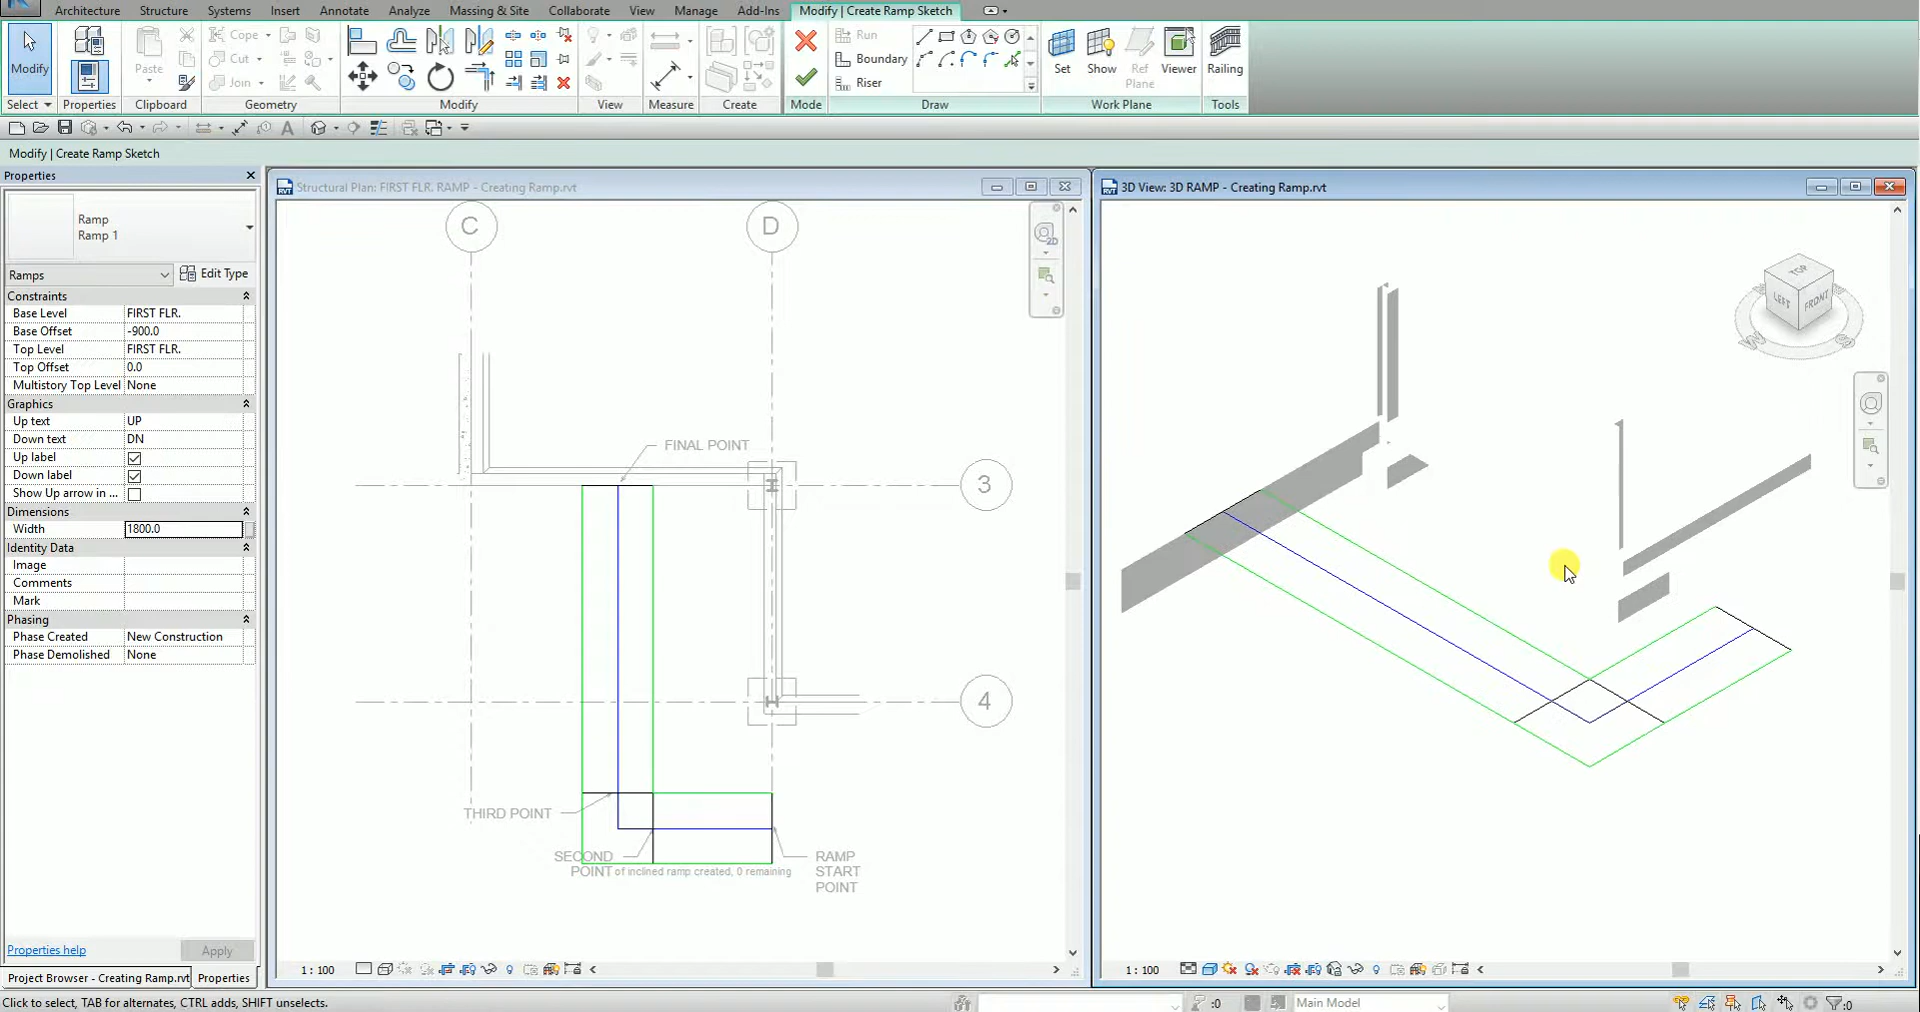 Architecture Structure Systems Insert Annotate Analyze Massing & Site Collaborate View Manage Add-Ins Modify | Create Ramp Sketch
Modify
Select Properties
Paste
Clipboard
Cope
Cut
Join
Geometry
Modify
View
Measure
Create
Mode
Run
Boundary
Riser
Draw
Set Show Ref Plane Viewer
Work Plane
Railing
Tools
Modify | Create Ramp Sketch
Properties
Ramp
Ramp 1
Ramps Edit Type
Constraints
Base Level FIRST FLR.
Base Offset -900.0
Top Level FIRST FLR.
Top Offset 0.0
Multistory Top Level None
Graphics
Up text UP
Down text DN
Up label
Down label
Show Up arrow in ...
Dimensions
Width 1800.0
Identity Data
Image
Comments
Mark
Phasing
Phase Created New Construction
Phase Demolished None
Properties help Apply
Project Browser - Creating Ramp.rvt Properties
Structural Plan: FIRST FLR. RAMP - Creating Ramp.rvt
C D
2D
FINAL POINT
3
4
THIRD POINT
SECOND
POINT
of inclined ramp created, 0 remaining
RAMP
START
POINT
1 : 100
3D View: 3D RAMP - Creating Ramp.rvt
TOP
LEFT FRONT
1 : 100
Click to select, TAB for alternates, CTRL adds, SHIFT unselects.
:0 Main Model :0